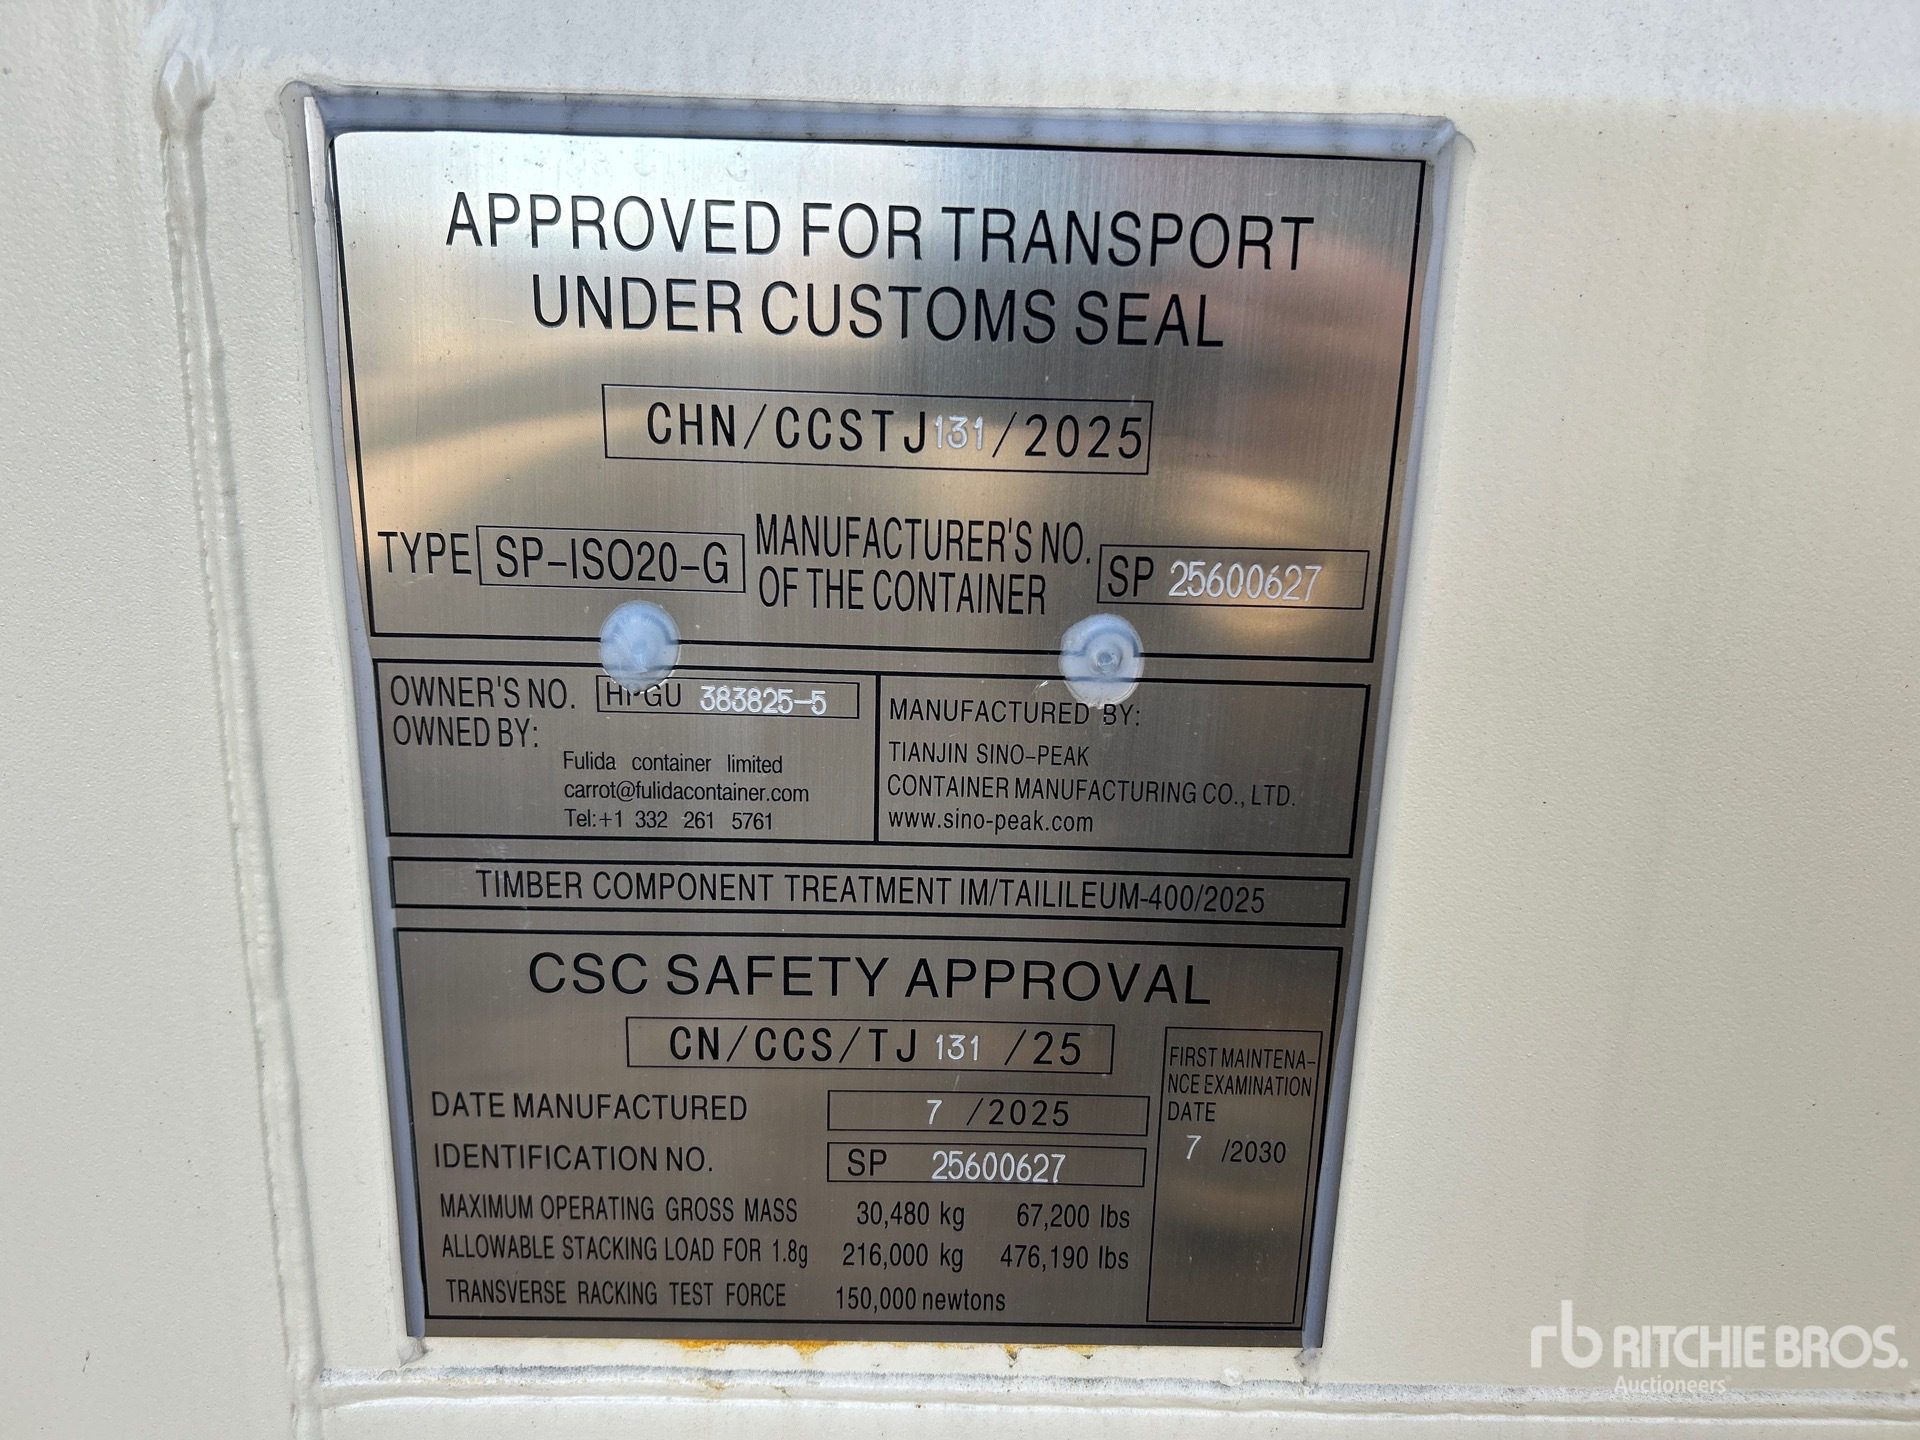 APPROVED FOR TRANSPORT
UNDER CUSTOMS SEAL
CHN/CCSTJ131/2025
TYPE SP-ISO20-G MANUFACTURER'S NO. OF THE CONTAINER SP 25600627
OWNER'S NO. HPGU 383825-5
OWNED BY:
Fulida container limited
carrot@fulidacontainer.com
Tel:+1 332 261 5761
MANUFACTURED BY:
TIANJIN SINO-PEAK
CONTAINER MANUFACTURING CO., LTD.
www.sino-peak.com
TIMBER COMPONENT TREATMENT IM/TAILILEUM-400/2025
CSC SAFETY APPROVAL
CN/CCS/TJ 131 /25
DATE MANUFACTURED 7 /2025
IDENTIFICATION NO. SP 25600627
MAXIMUM OPERATING GROSS MASS 30,480 kg 67,200 lbs
ALLOWABLE STACKING LOAD FOR 1.8g 216,000 kg 476,190 lbs
TRANSVERSE RACKING TEST FORCE 150,000 newtons
FIRST MAINTENA-
NCE EXAMINATION
DATE
7 /2030
rb RITCHIE BROS.
Auctioneers